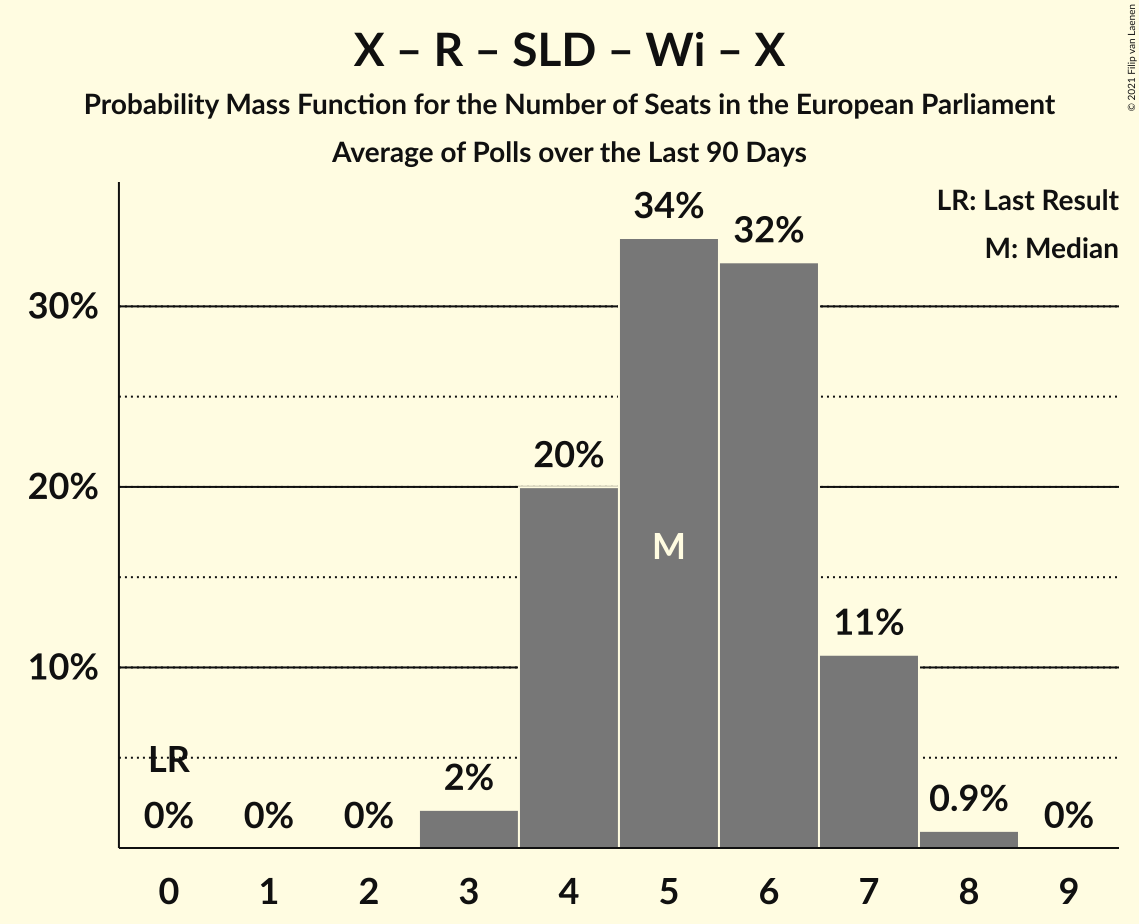 X – R – SLD – Wi – X
Probability Mass Function for the Number of Seats in the European Parliament
Average of Polls over the Last 90 Days
© 2021 Filip van Laenen
LR: Last Result
M: Median
34%
32%
30%
20%
20%
M
11%
10%
LR
2%
0.9%
0%
0%
0%
0%
0 1 2 3 4 5 6 7 8 9